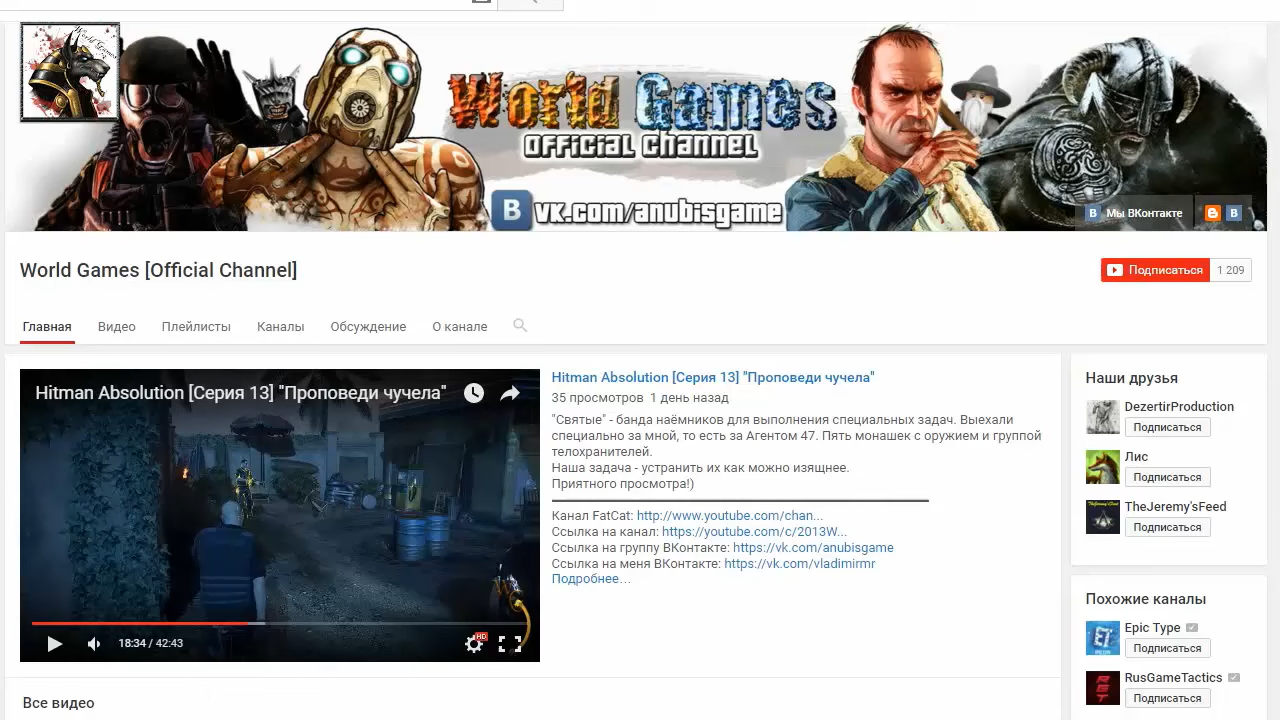 World Games
World Games
Official Channel
B vk.com/anubisgame
B Мы ВКонтакте B
World Games [Official Channel]
Подписаться 1 209
Главная Видео Плейлисты Каналы Обсуждение О канале
Hitman Absolution [Серия 13] "Проповеди чучела"
18:34 / 42:43
HD
Hitman Absolution [Серия 13] "Проповеди чучела"
35 просмотров 1 день назад
"Святые" - банда наёмников для выполнения специальных задач. Выехали
специально за мной, то есть за Агентом 47. Пять монашек с оружием и группой
телохранителей.
Наша задача - устранить их как можно изящнее.
Приятного просмотра!)
Канал FatCat: http://www.youtube.com/chan...
Ссылка на канал: https://youtube.com/c/2013W...
Ссылка на группу ВКонтакте: https://vk.com/anubisgame
Ссылка на меня ВКонтакте: https://vk.com/vladimirmr
Подробнее...
Все видео
Наши друзья
DezertirProduction
Подписаться
Лис
Подписаться
TheJeremy'sFeed
Подписаться
Похожие каналы
Epic Type
Подписаться
RusGameTactics
Подписаться